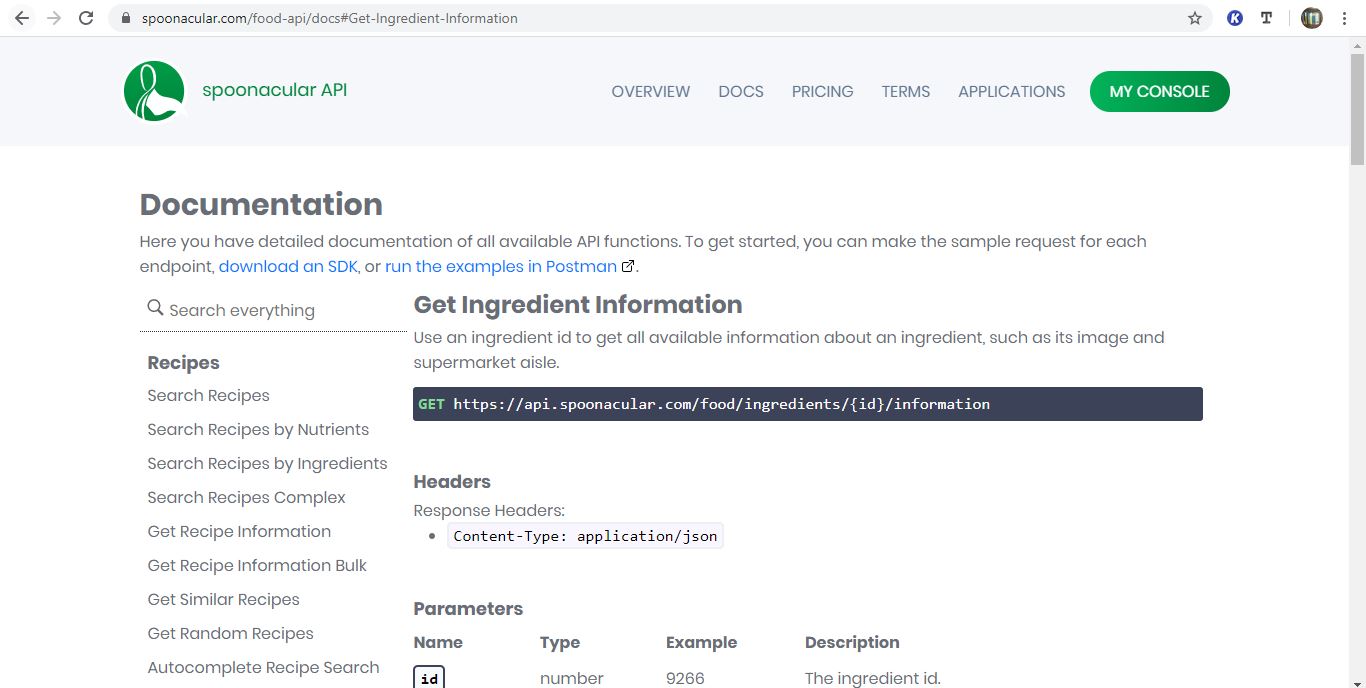 spoonacular.com/food-api/docs#Get-Ingredient-Information
K T
spoonacular API
OVERVIEW DOCS PRICING TERMS APPLICATIONS MY CONSOLE
Documentation
Here you have detailed documentation of all available API functions. To get started, you can make the sample request for each
endpoint, download an SDK, or run the examples in Postman.
Search everything
Recipes
Search Recipes
Search Recipes by Nutrients
Search Recipes by Ingredients
Search Recipes Complex
Get Recipe Information
Get Recipe Information Bulk
Get Similar Recipes
Get Random Recipes
Autocomplete Recipe Search
Get Ingredient Information
Use an ingredient id to get all available information about an ingredient, such as its image and
supermarket aisle.
GET https://api.spoonacular.com/food/ingredients/{id}/information
Headers
Response Headers:
Content-Type: application/json
Parameters
Name Type Example Description
id number 9266 The ingredient id.